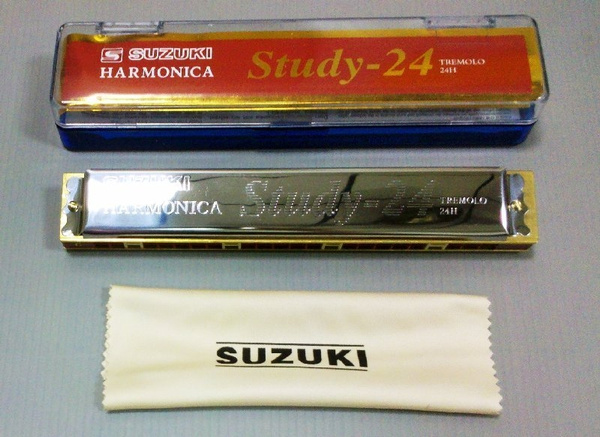 SUZUKI
HARMONICA
Study-24
TREMOLO
24H
SUZUKI
HARMONICA
Study-24
TREMOLO
24H
SUZUKI